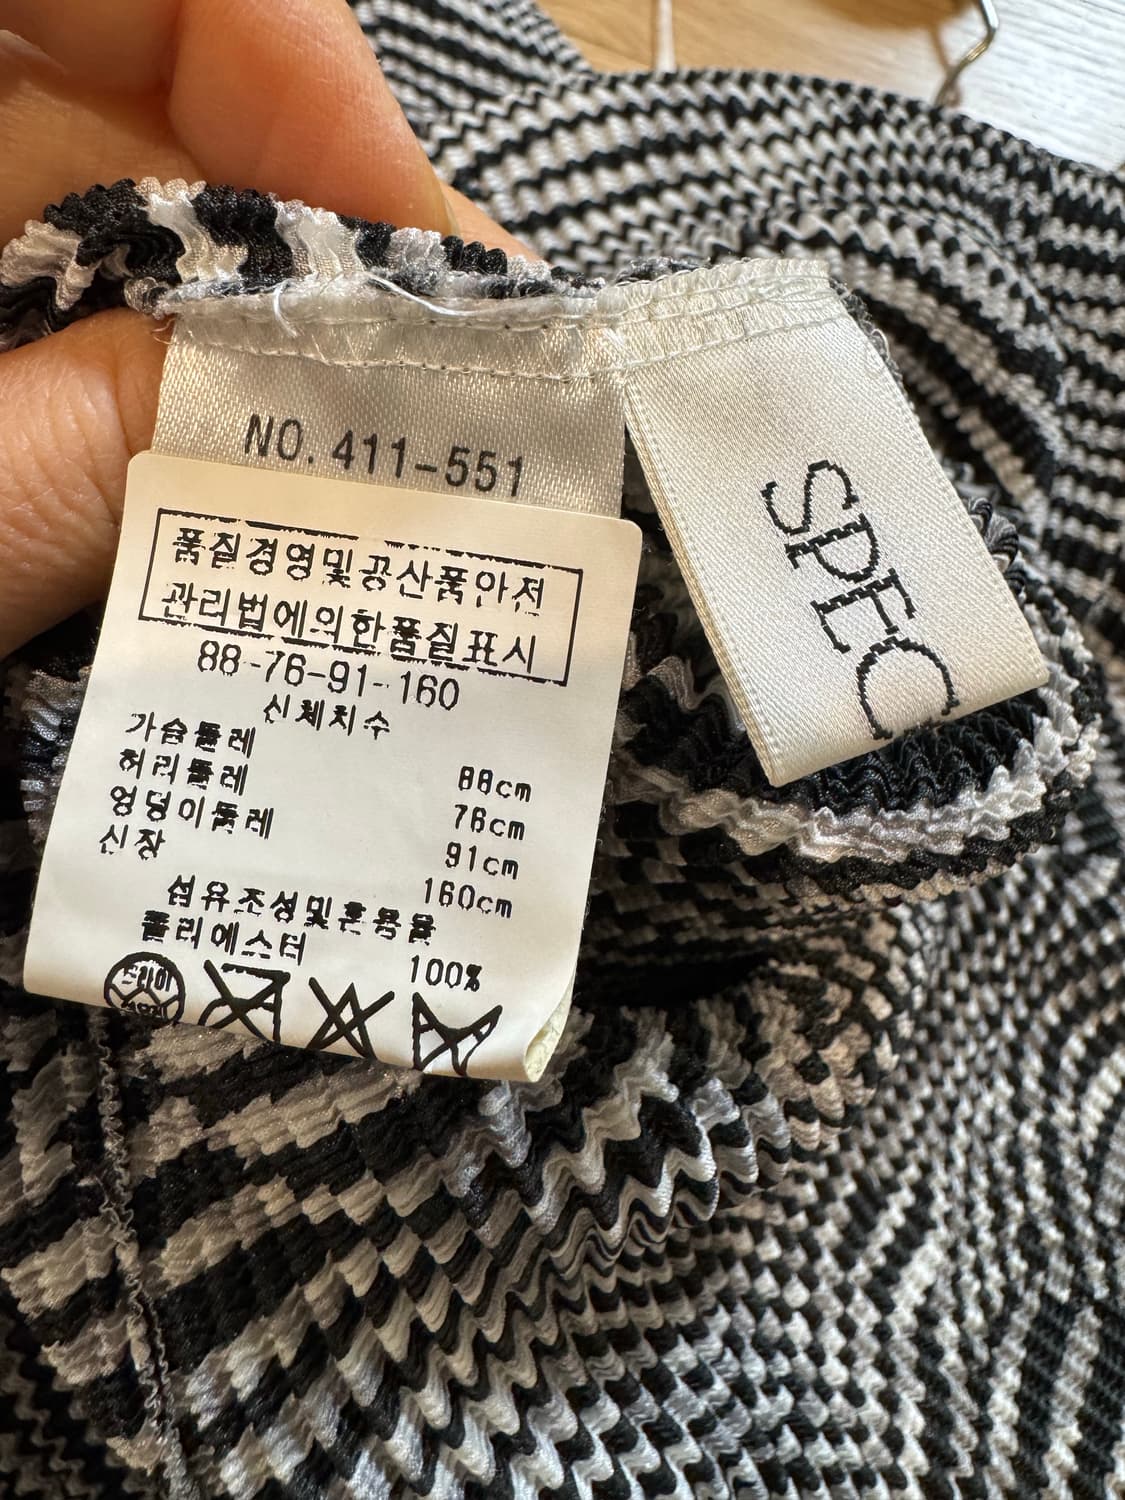 NO. 411-551
품질경영및공산품안전
관리법에의한품질표시
88-76-91-160
신체치수
가슴둘레 88cm
허리둘레 76cm
엉덩이둘레 91cm
신장 160cm
섬유조성및혼용율
폴리에스터 100%
드라이
SPEC